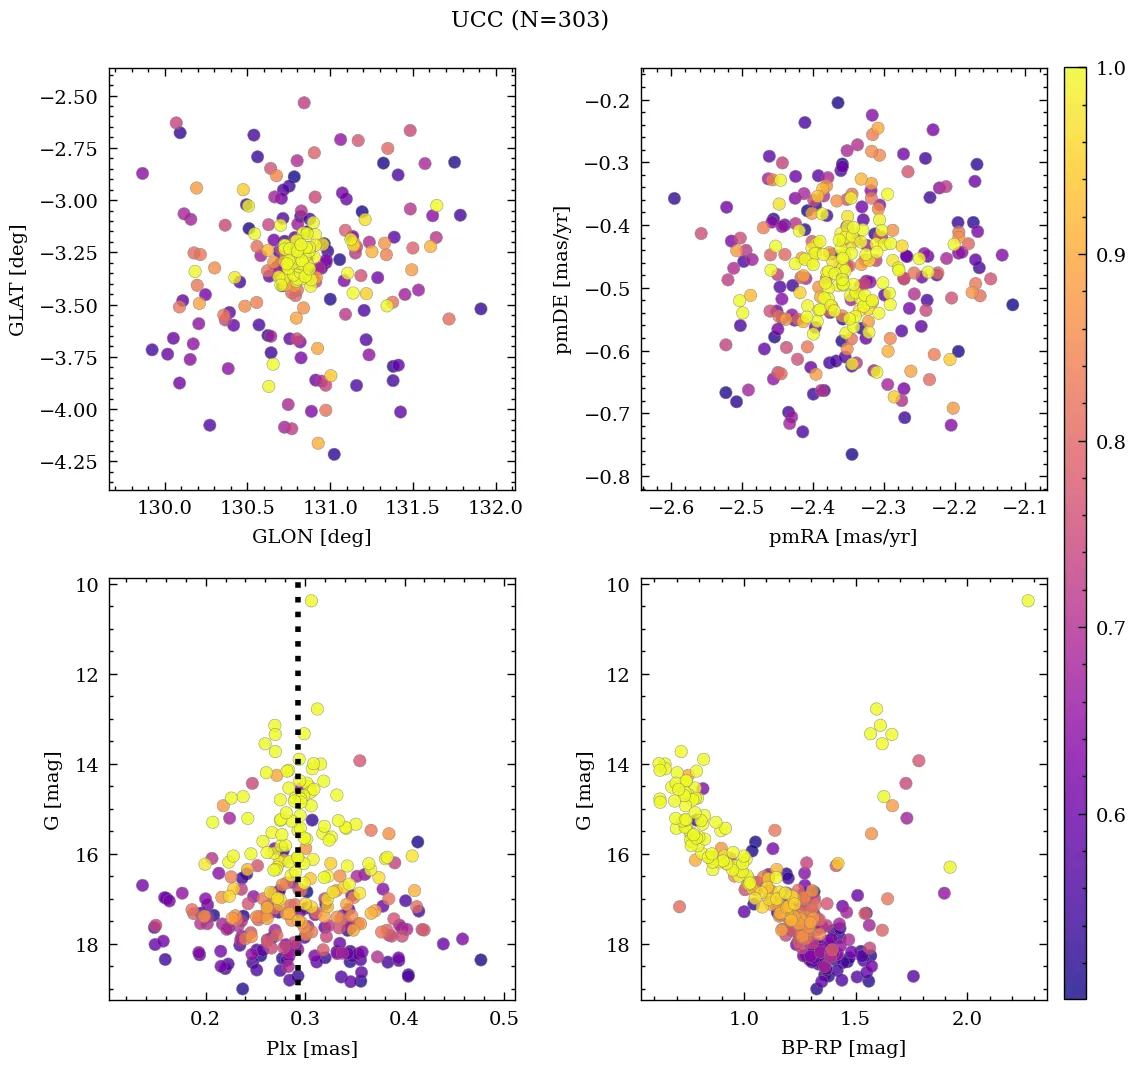 UCC (N=303)
−2.50
−2.75
−3.00
−3.25
−3.50
−3.75
−4.00
−4.25
GLAT [deg]
130.0 130.5 131.0 131.5 132.0
GLON [deg]
−0.2
−0.3
−0.4
−0.5
−0.6
−0.7
−0.8
pmDE [mas/yr]
−2.6 −2.5 −2.4 −2.3 −2.2 −2.1
pmRA [mas/yr]
1.0
0.9
0.8
0.7
0.6
10
12
14
16
18
G [mag]
0.2 0.3 0.4 0.5
Plx [mas]
10
12
14
16
18
G [mag]
1.0 1.5 2.0
BP-RP [mag]